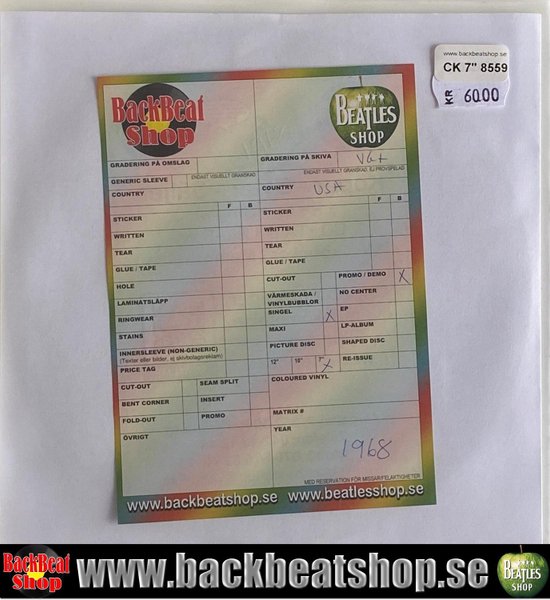 www.backbeatshop.se
CK 7" 8559
KR 60.00
BackBeat
Shop
BEATLES
SHOP
GRADERING PÅ OMSLAG
GRADERING PÅ SKIVA VG+
ENDAST VISUELLT GRANSKAD
ENDAST VISUELLT GRANSKAD, EJ PROVSPELAD
GENERIC SLEEVE
COUNTRY
COUNTRY USA
F B
F B
STICKER
STICKER
WRITTEN
WRITTEN
TEAR
TEAR
GLUE / TAPE
GLUE / TAPE
HOLE
CUT-OUT
PROMO / DEMO X
LAMINATSLÄPP
VÄRMESKADA /
VINYLBUBBLOR
NO CENTER
RINGWEAR
SINGEL X
EP
STAINS
MAXI
LP-ALBUM
INNERSLEEVE (NON-GENERIC)
(Texter eller bilder, ej skivbolagsreklam)
PICTURE DISC
SHAPED DISC
PRICE TAG
12" 10" 7" X
RE-ISSUE
CUT-OUT
SEAM SPLIT
COLOURED VINYL
BENT CORNER
INSERT
FOLD-OUT
PROMO
MATRIX #
ÖVRIGT
YEAR
1968
MED RESERVATION FÖR MISSAR/FELAKTIGHETER
www.backbeatshop.se www.beatlesshop.se
BackBeat
Shop
www.backbeatshop.se
BEATLES
SHOP